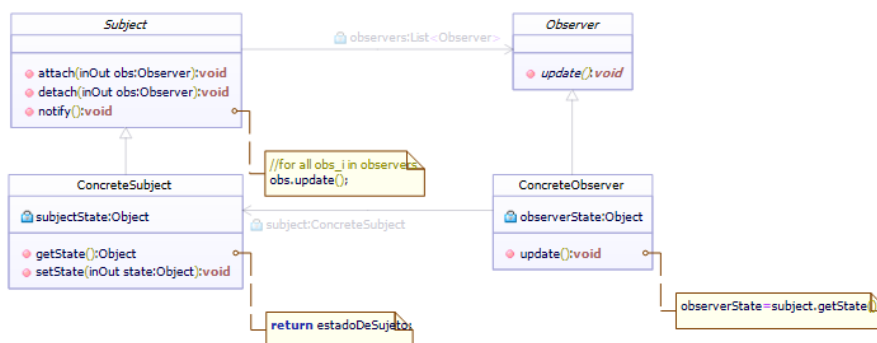 Subject
Observer
observers:List<Observer>
attach(inOut obs:Observer):void
detach(inOut obs:Observer):void
notify():void
update():void
//for all obs_i in observers
obs.update();
ConcreteSubject
ConcreteObserver
subjectState:Object
observerState:Object
subject:ConcreteSubject
getState():Object
setState(inOut state:Object):void
update():void
observerState=subject.getState()
return estadoDeSujeto;